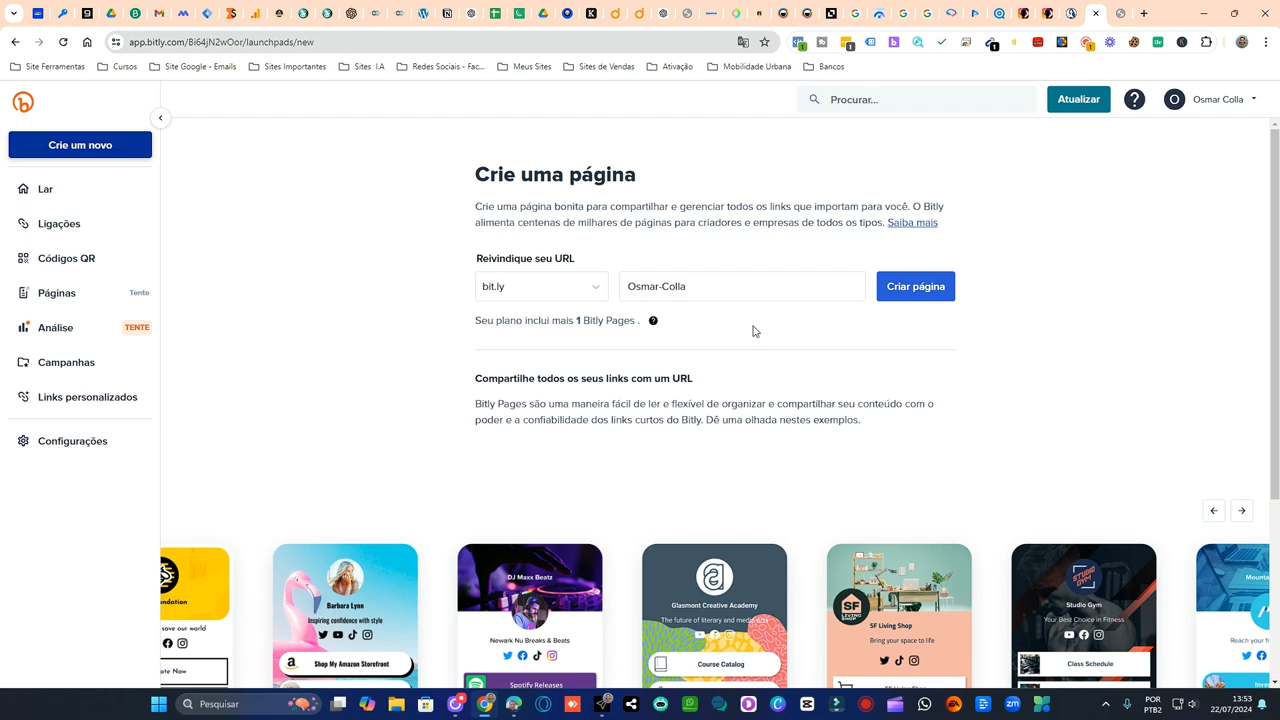 app.bitly.com/Bi64jN2wOor/launchpads/new
Site Ferramentas
Cursos
Site Google - Emails
Sites Importantes
Sites I.A
Redes Sociais - Fac...
Meus Sites
Sites de Vendas
Ativação
Mobilidade Urbana
Bancos
Procurar...
Atualizar
Osmar Colla
Crie um novo
Lar
Ligações
Códigos QR
Páginas Tente
Análise TENTE
Campanhas
Links personalizados
Configurações
Crie uma página
Crie uma página bonita para compartilhar e gerenciar todos os links que importam para você. O Bitly
alimenta centenas de milhares de páginas para criadores e empresas de todos os tipos. Saiba mais
Reivindique seu URL
bit.ly
Osmar-Colla
Criar página
Seu plano inclui mais 1 Bitly Pages .
Compartilhe todos os seus links com um URL
Bitly Pages são uma maneira fácil de ler e flexível de organizar e compartilhar seu conteúdo com o
poder e a confiabilidade dos links curtos do Bitly. Dê uma olhada nestes exemplos.
save our world
Barbara Lynn
Inspiring confidence with style
Shop My Amazon Storefront
DJ Maxx Beatz
Newark Nu Breaks & Beats
Spotify Releases
Glasmont Creative Academy
The future of literary and media arts
Course Catalog
SF LIVING SHOP
SF Living Shop
Bring your space to life
STUDIO GYM
Studio Gym
Your Best Choice in Fitness
Class Schedule
Pesquisar
POR
PTB2
13:53
22/07/2024